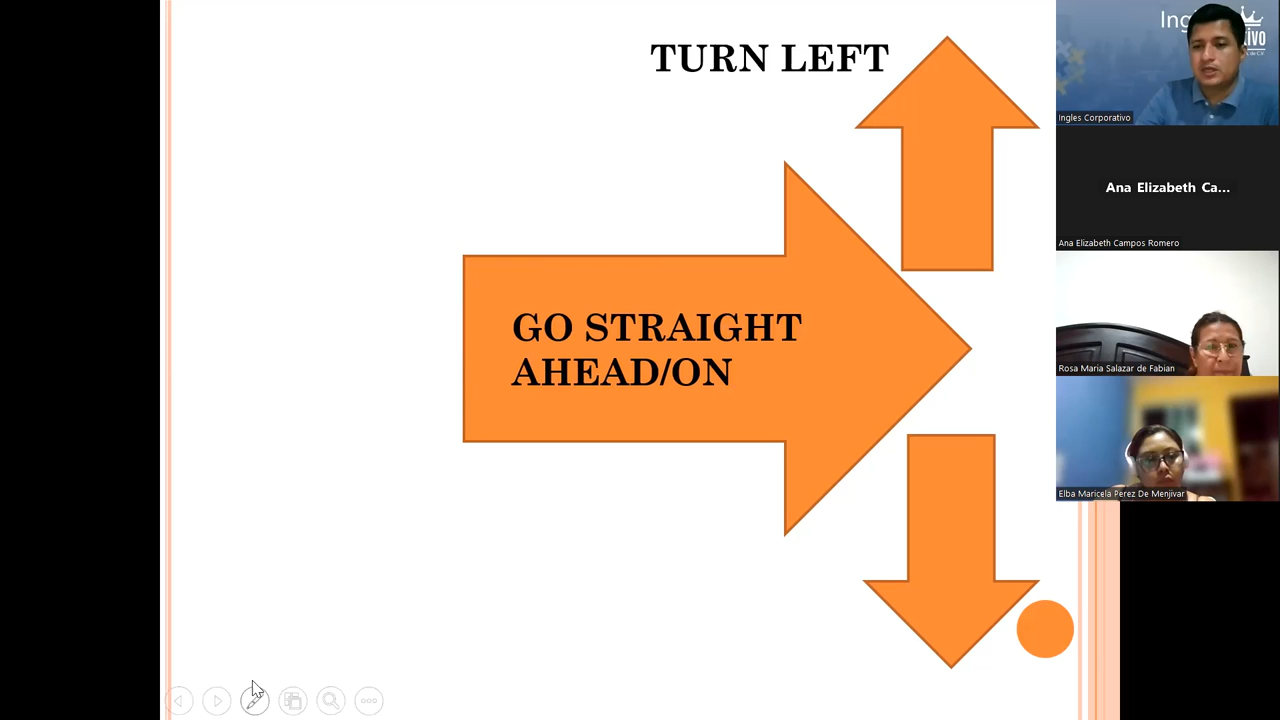 TURN LEFT
GO STRAIGHT
AHEAD/ON
Ingles Corporativo
Ana Elizabeth Ca...
Ana Elizabeth Campos Romero
Rosa Maria Salazar de Fabian
Elba Maricela Perez De Menjivar